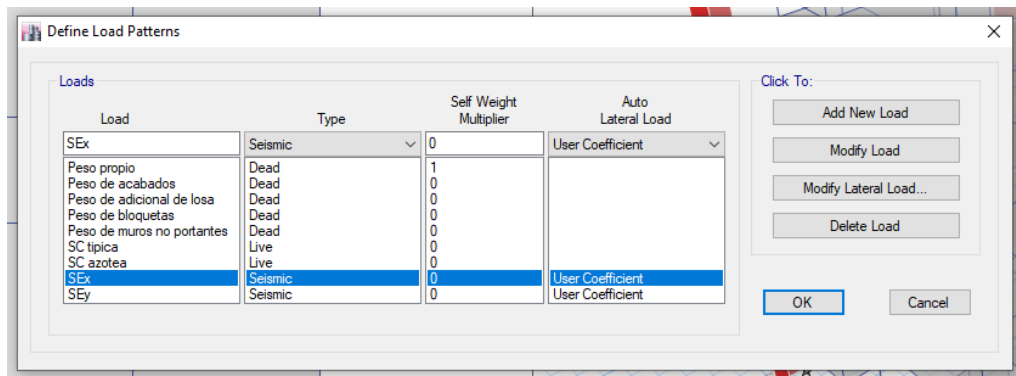 Define Load Patterns
Loads
Click To:
Load Type Self Weight Multiplier Auto Lateral Load
SEx Seismic 0 User Coefficient
Peso propio Dead 1
Peso de acabados Dead 0
Peso de adicional de losa Dead 0
Peso de bloquetas Dead 0
Peso de muros no portantes Dead 0
SC tipica Live 0
SC azotea Live 0
SEx Seismic 0 User Coefficient
SEy Seismic 0 User Coefficient
Add New Load
Modify Load
Modify Lateral Load...
Delete Load
OK Cancel